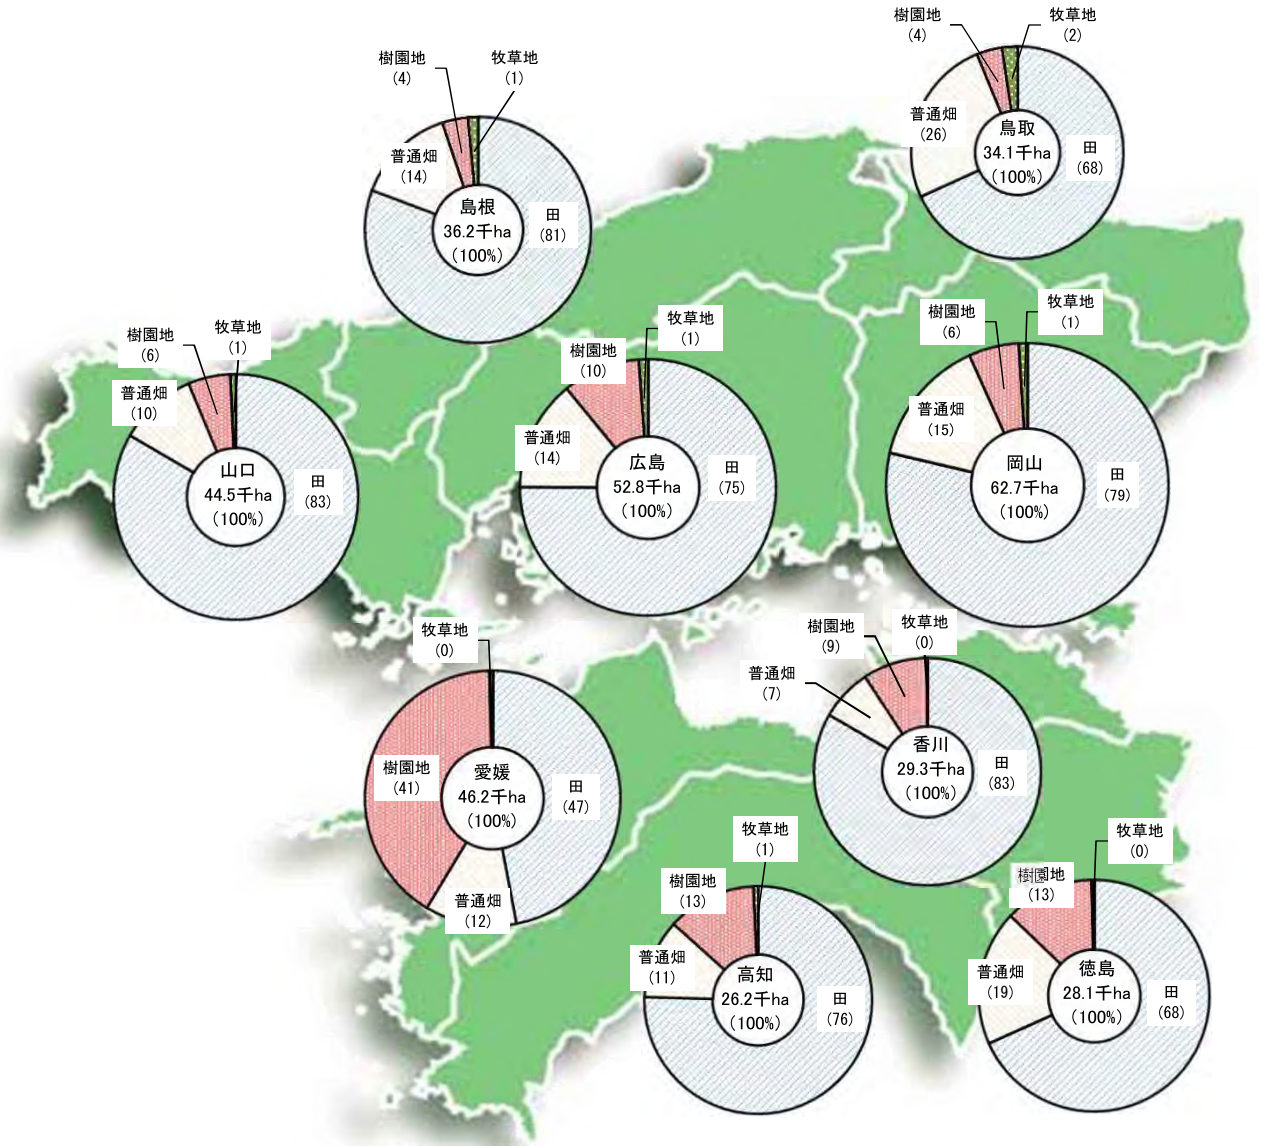 樹園地
(4)
牧草地
(2)
普通畑
(26)
鳥取
34.1千ha
(100%)
田
(68)
樹園地
(4)
牧草地
(1)
普通畑
(14)
島根
36.2千ha
(100%)
田
(81)
樹園地
(6)
牧草地
(1)
普通畑
(10)
山口
44.5千ha
(100%)
田
(83)
樹園地
(10)
牧草地
(1)
普通畑
(14)
広島
52.8千ha
(100%)
田
(75)
樹園地
(6)
牧草地
(1)
普通畑
(15)
岡山
62.7千ha
(100%)
田
(79)
牧草地
(0)
樹園地
(41)
愛媛
46.2千ha
(100%)
田
(47)
普通畑
(12)
樹園地
(9)
牧草地
(0)
普通畑
(7)
香川
29.3千ha
(100%)
田
(83)
牧草地
(1)
樹園地
(13)
普通畑
(11)
高知
26.2千ha
(100%)
田
(76)
牧草地
(0)
樹園地
(13)
普通畑
(19)
徳島
28.1千ha
(100%)
田
(68)